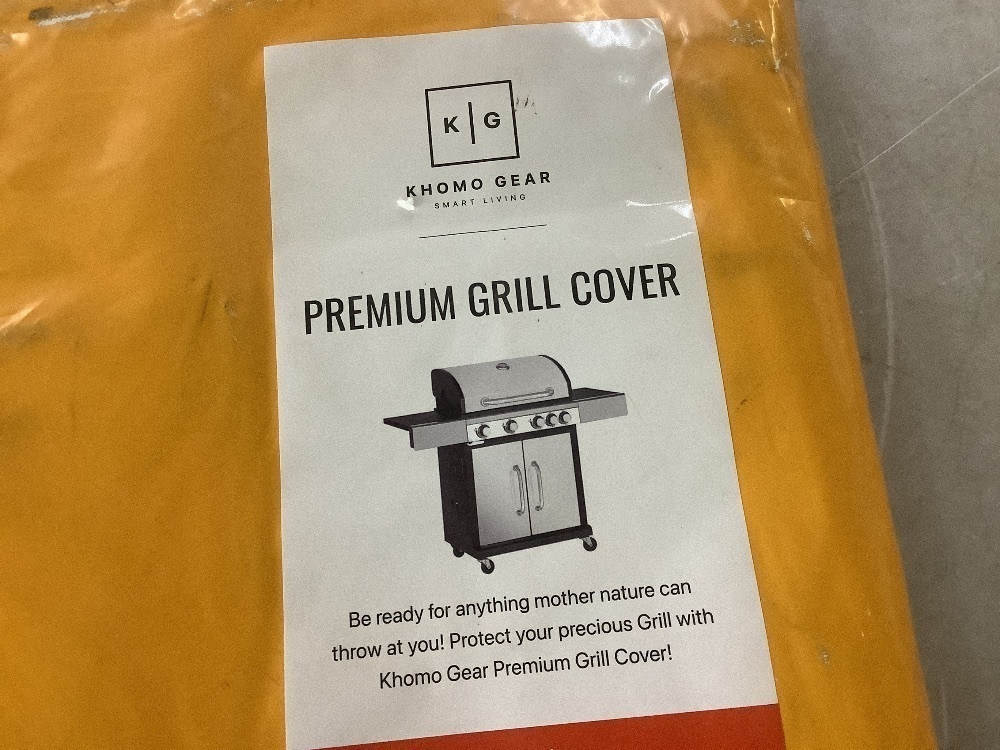 K | G
KHOMO GEAR
SMART LIVING
PREMIUM GRILL COVER
Be ready for anything mother nature can
throw at you! Protect your precious Grill with
Khomo Gear Premium Grill Cover!